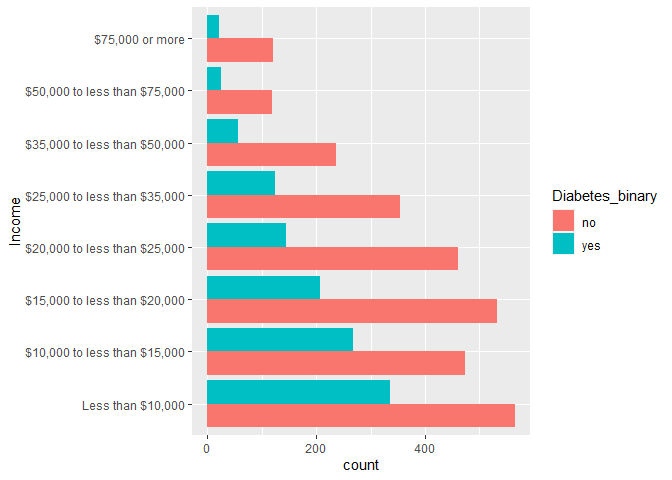 $75,000 or more
$50,000 to less than $75,000
$35,000 to less than $50,000
$25,000 to less than $35,000
$20,000 to less than $25,000
$15,000 to less than $20,000
$10,000 to less than $15,000
Less than $10,000
Income
0 200 400
count
Diabetes_binary
no
yes